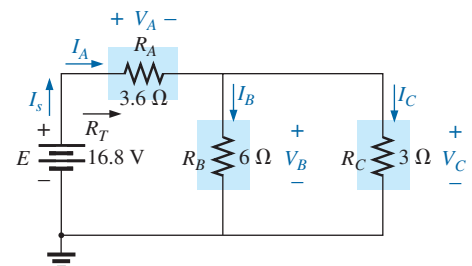 + V_A −
I_A R_A
3.6 Ω
I_s I_B I_C
+ R_T
E 16.8 V R_B 6 Ω + V_B − R_C 3 Ω + V_C −
−